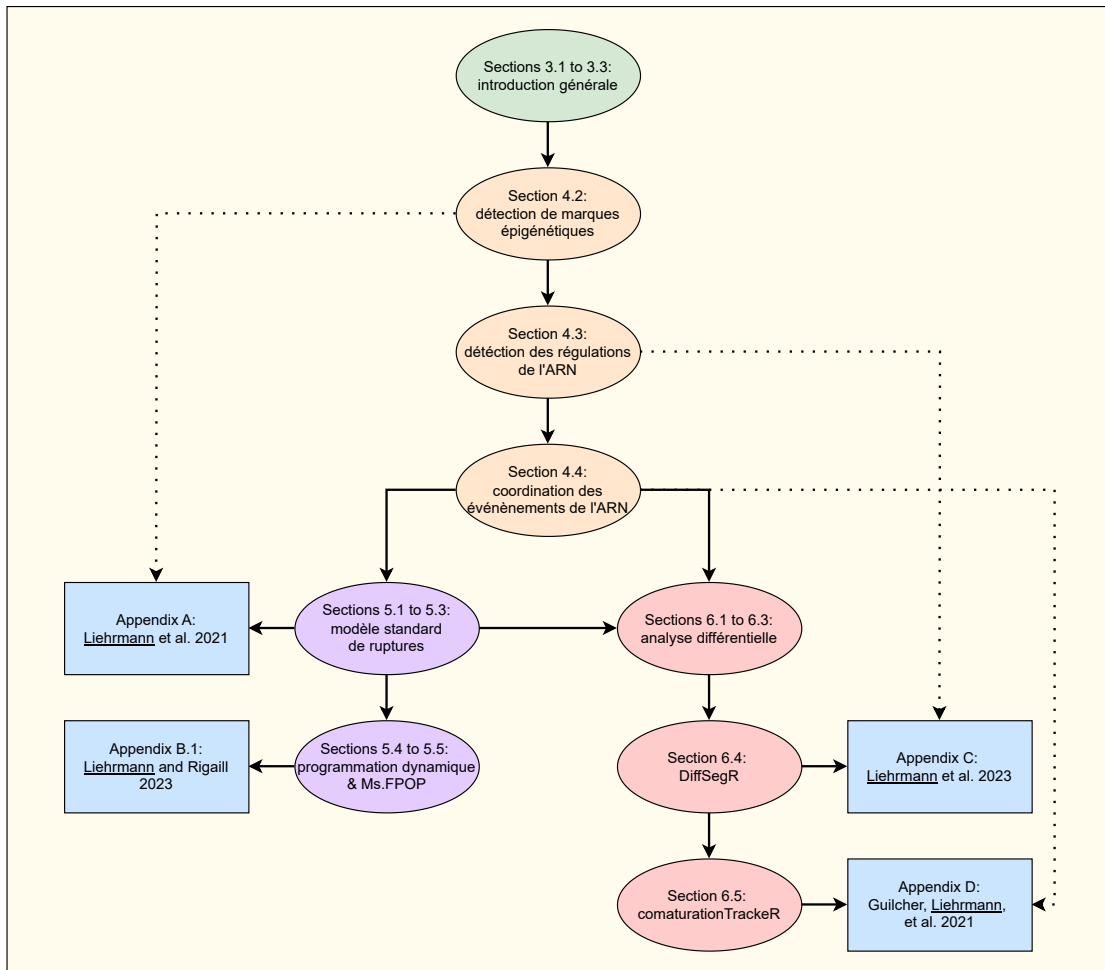 Sections 3.1 to 3.3:
introduction générale
Section 4.2:
détection de marques
épigénétiques
Section 4.3:
détéction des régulations
de l'ARN
Section 4.4:
coordination des
événènements de l'ARN
Appendix A:
Liehrmann et al. 2021
Sections 5.1 to 5.3:
modèle standard
de ruptures
Sections 6.1 to 6.3:
analyse différentielle
Appendix B.1:
Liehrmann and Rigaill
2023
Sections 5.4 to 5.5:
programmation dynamique
& Ms.FPOP
Section 6.4:
DiffSegR
Appendix C:
Liehrmann et al. 2023
Section 6.5:
comaturationTrackeR
Appendix D:
Guilcher, Liehrmann,
et al. 2021